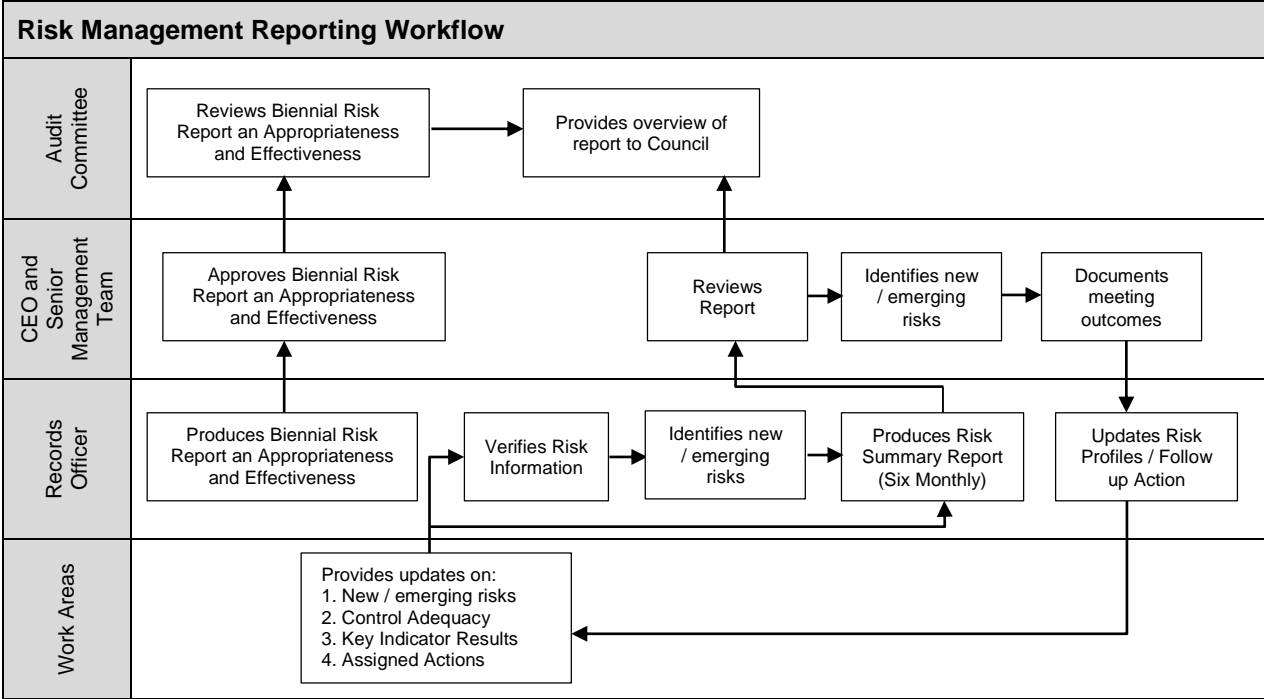 Risk Management Reporting Workflow
Audit
Committee
Reviews Biennial Risk
Report an Appropriateness
and Effectiveness
Provides overview of
report to Council
CEO and
Senior
Management
Team
Approves Biennial Risk
Report an Appropriateness
and Effectiveness
Reviews
Report
Identifies new
/ emerging
risks
Documents
meeting
outcomes
Records
Officer
Produces Biennial Risk
Report an Appropriateness
and Effectiveness
Verifies Risk
Information
Identifies new
/ emerging
risks
Produces Risk
Summary Report
(Six Monthly)
Updates Risk
Profiles / Follow
up Action
Work Areas
Provides updates on:
1. New / emerging risks
2. Control Adequacy
3. Key Indicator Results
4. Assigned Actions